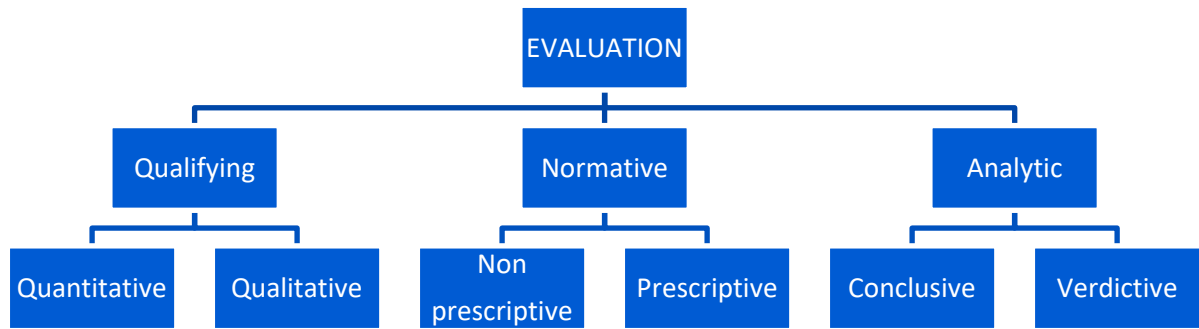 EVALUATION
Qualifying
Normative
Analytic
Quantitative
Qualitative
Non
prescriptive
Prescriptive
Conclusive
Verdictive